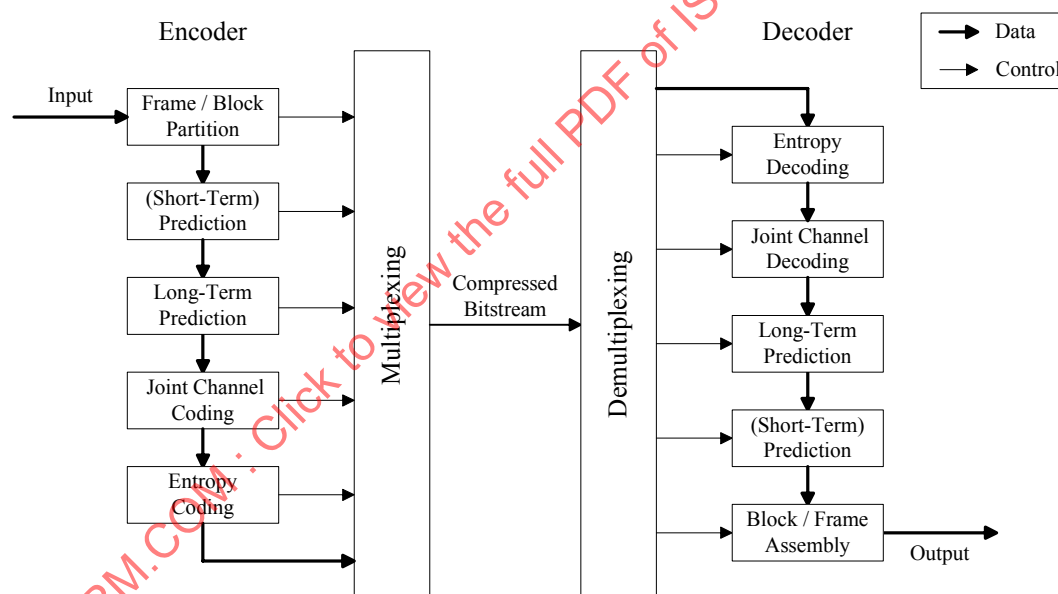 Encoder
Input
Frame / Block
Partition
(Short-Term)
Prediction
Long-Term
Prediction
Joint Channel
Coding
Entropy
Coding
Multiplexing
Compressed
Bitstream
Demultiplexing
Decoder
Entropy
Decoding
Joint Channel
Decoding
Long-Term
Prediction
(Short-Term)
Prediction
Block / Frame
Assembly
Output
Data
Control
.COM : Click to view the full PDF of